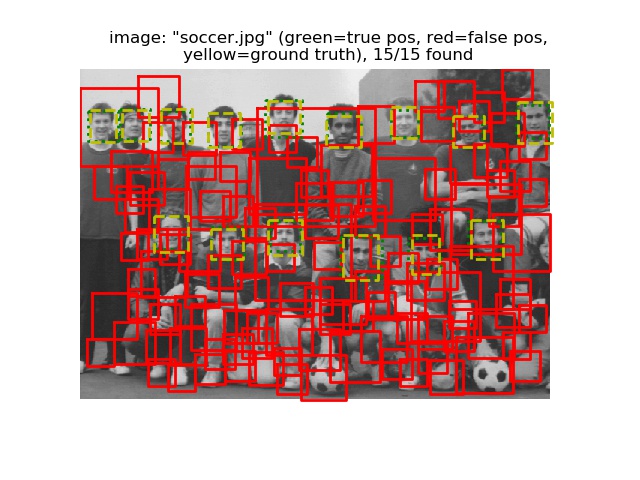 image: "soccer.jpg" (green=true pos, red=false pos,
yellow=ground truth), 15/15 found